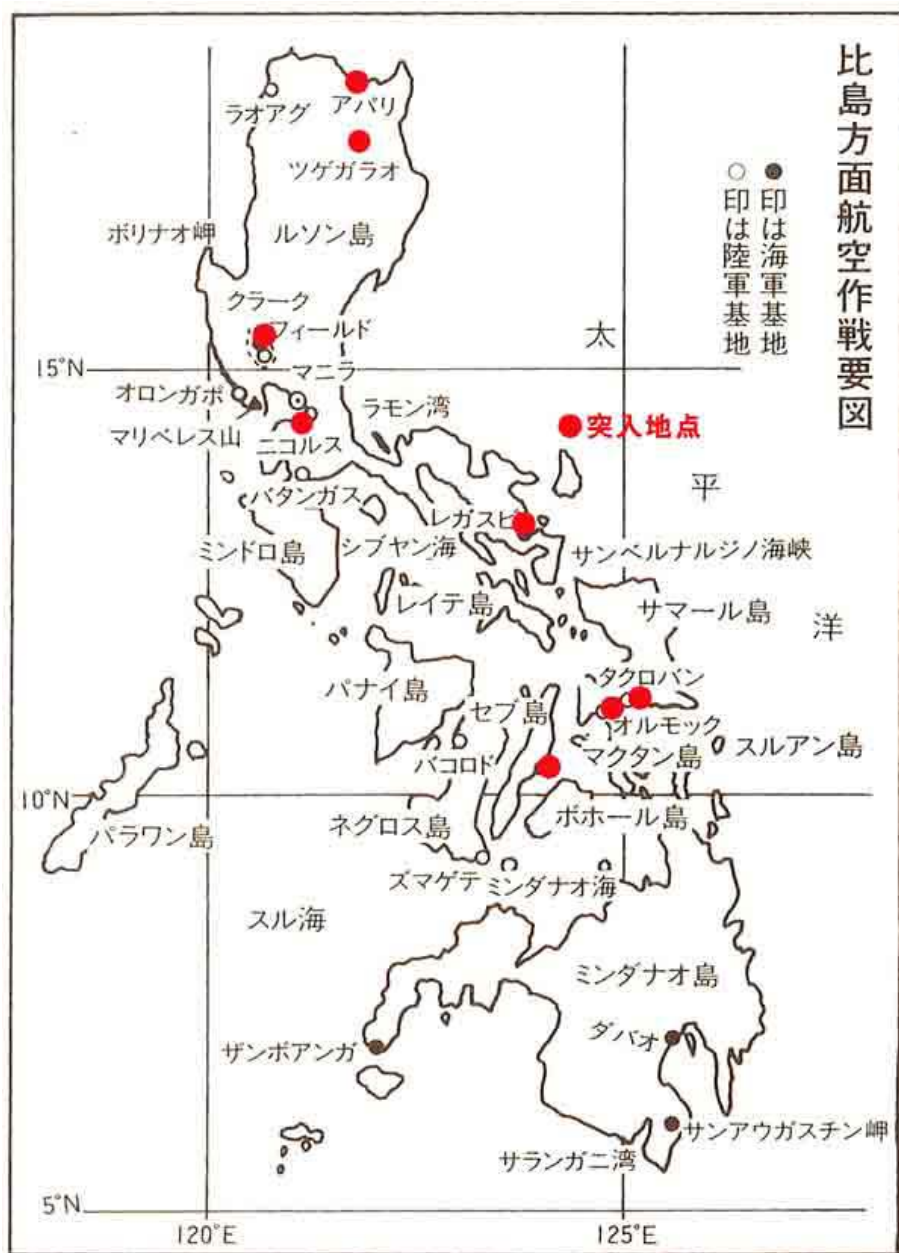 比島方面航空作戦要図
●印は海軍基地
○印は陸軍基地
アパリ
ラオアグ
ツゲガラオ
ボリナオ岬
ルソン島
クラーク
フィールド
太
15°N
マニラ
オロンガポ
ラモン湾
突入地点
マリベレス山
ニコルス
平
バタンガス
レガスピ
ミンドロ島
シブヤン海
サンベルナルジノ海峡
レイテ島
サマール島
洋
タクロバン
パナイ島
セブ島
オルモック
スルアン島
バコロド
マクタン島
10°N
パラワン島
ネグロス島
ボホール島
ズマゲテ
ミンダナオ海
スル海
ミンダナオ島
ダバオ
ザンボアンガ
サンアウガスチン岬
サランガニ湾
5°N
120°E
125°E